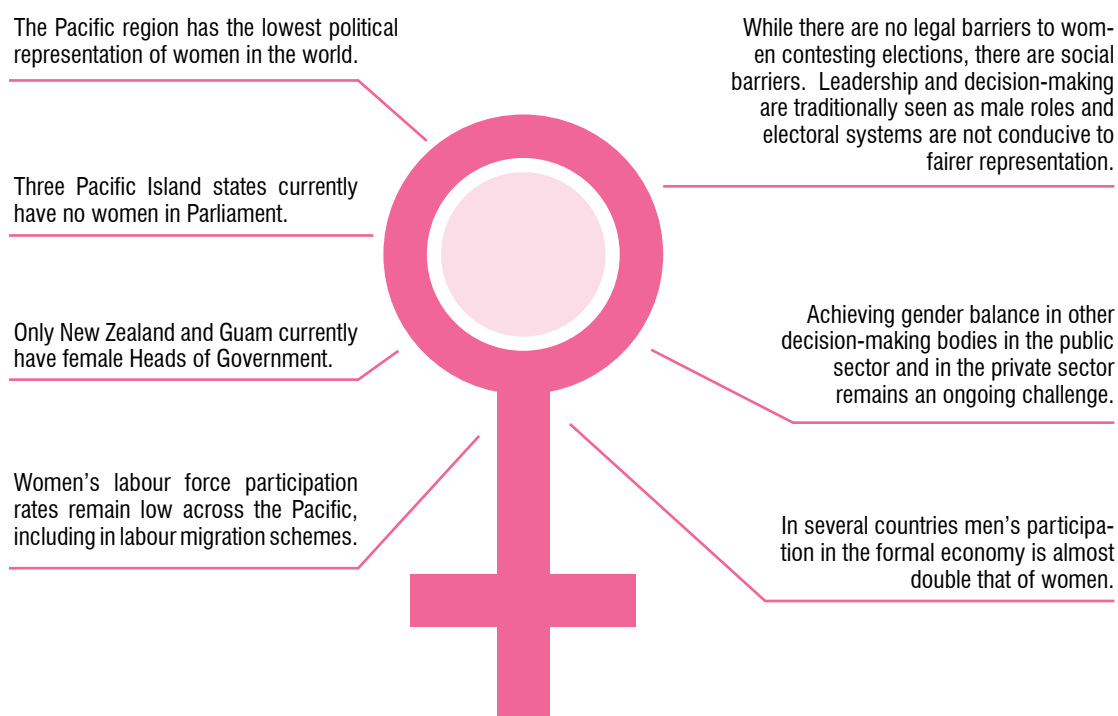 The Pacific region has the lowest political
representation of women in the world.
Three Pacific Island states currently
have no women in Parliament.
Only New Zealand and Guam currently
have female Heads of Government.
Women’s labour force participation
rates remain low across the Pacific,
including in labour migration schemes.
While there are no legal barriers to wom-
en contesting elections, there are social
barriers.  Leadership and decision-making
are traditionally seen as male roles and
electoral systems are not conducive to
fairer representation.
Achieving gender balance in other
decision-making bodies in the public
sector and in the private sector
remains an ongoing challenge.
In several countries men’s participa-
tion in the formal economy is almost
double that of women.